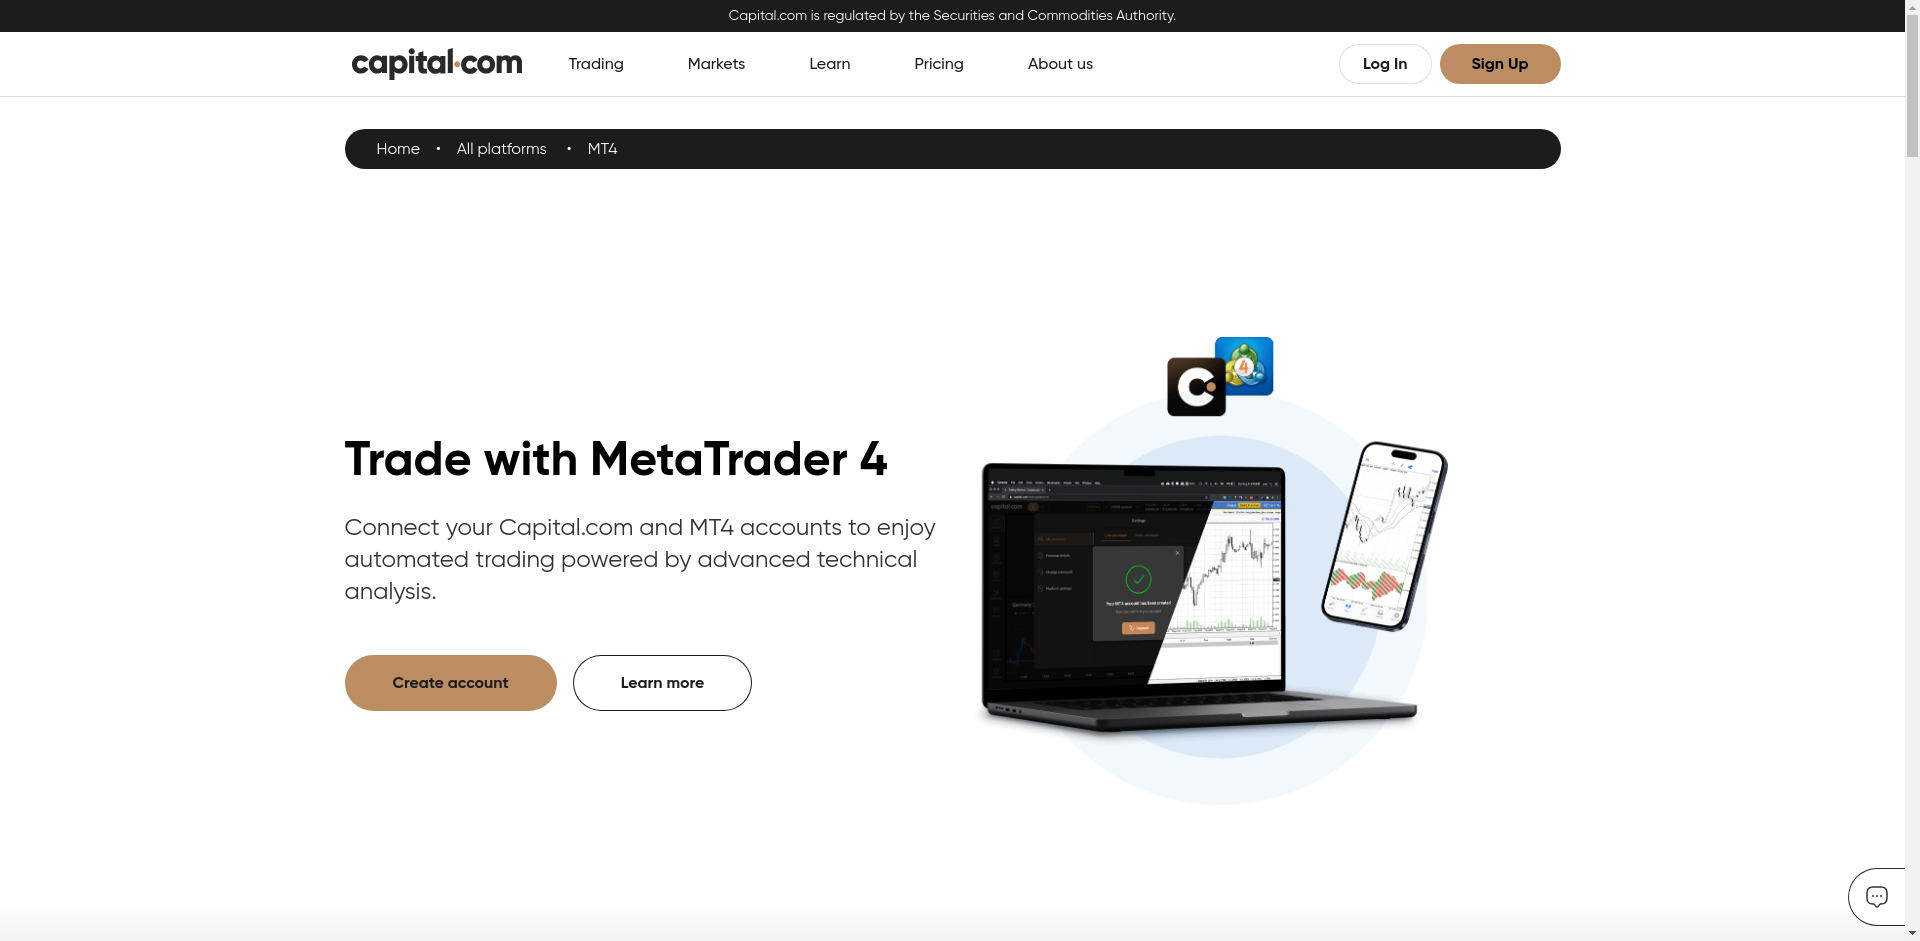 Capital.com is regulated by the Securities and Commodities Authority.
capital.com
Trading
Markets
Learn
Pricing
About us
Log In
Sign Up
Home • All platforms • MT4
4
Trade with MetaTrader 4
Connect your Capital.com and MT4 accounts to enjoy
automated trading powered by advanced technical
analysis.
Create account
Learn more